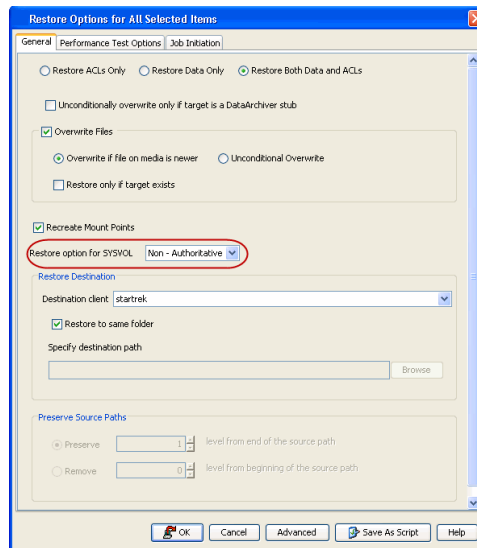 Restore Options for All Selected Items
General Performance Test Options Job Initiation
Restore ACLs Only Restore Data Only Restore Both Data and ACLs
Unconditionally overwrite only if target is a DataArchiver stub
Overwrite Files
Overwrite if file on media is newer Unconditional Overwrite
Restore only if target exists
Recreate Mount Points
Restore option for SYSVOL Non - Authoritative
Restore Destination
Destination client startrek
Restore to same folder
Specify destination path
Browse
Preserve Source Paths
Preserve 1 level from end of the source path
Remove 0 level from beginning of the source path
OK Cancel Advanced Save As Script Help